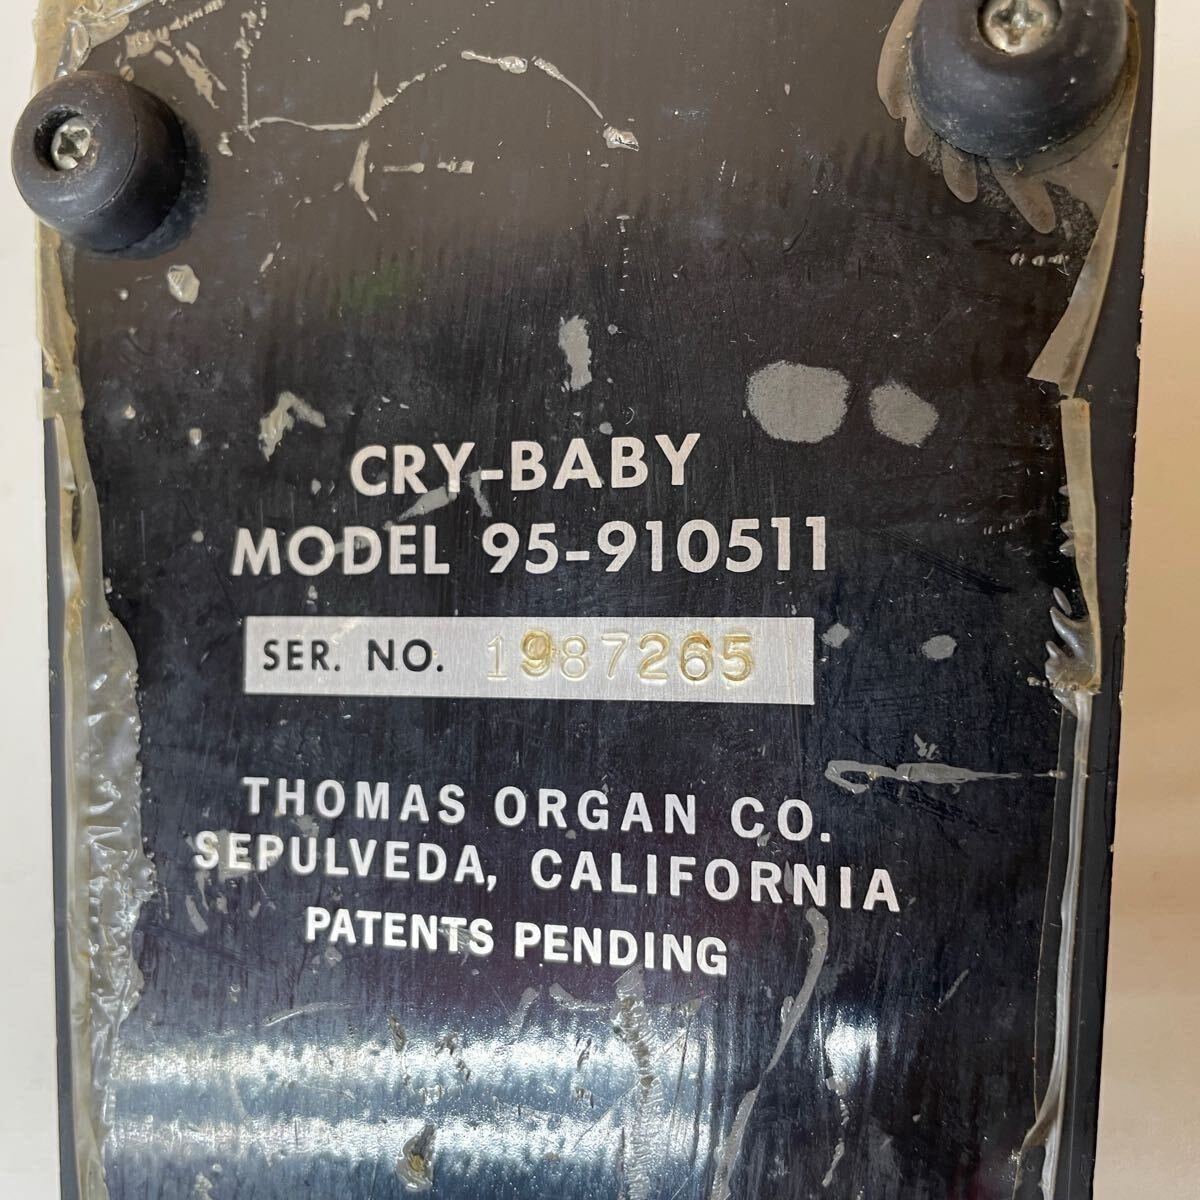 CRY-BABY
MODEL 95-910511
SER. NO. 1987265
THOMAS ORGAN CO.
SEPULVEDA, CALIFORNIA
PATENTS PENDING